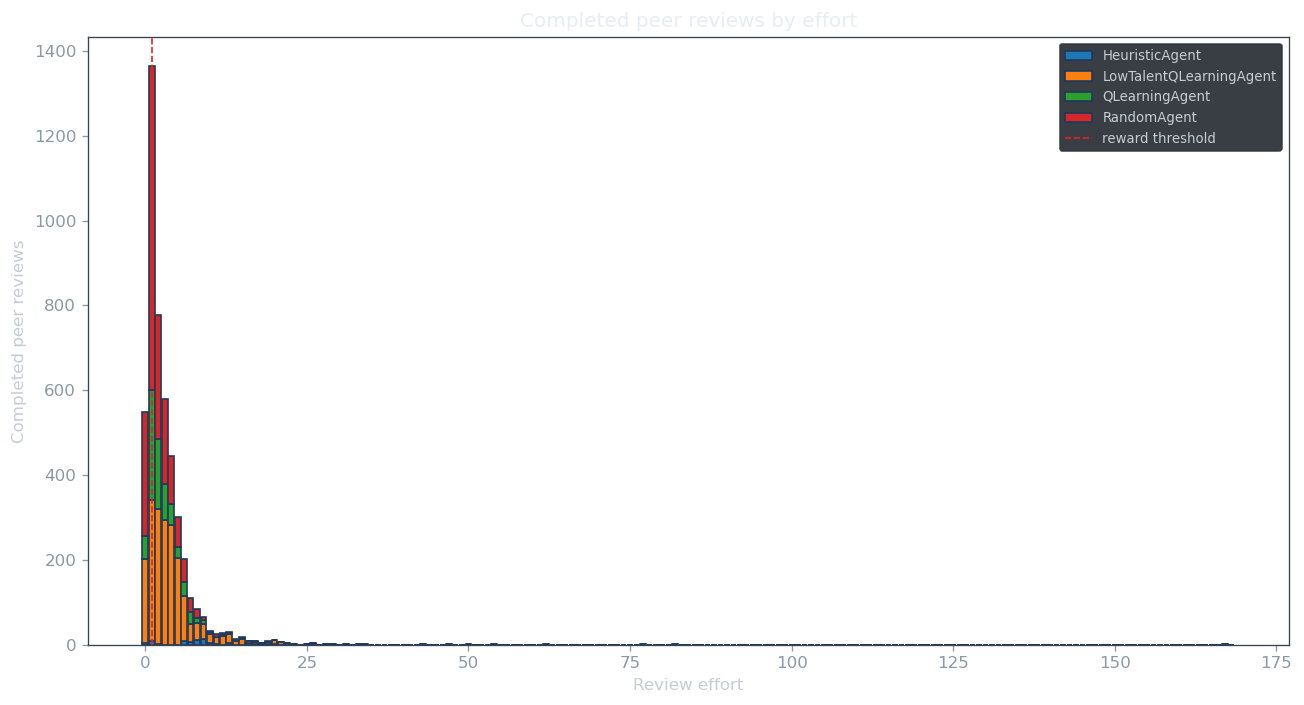 Completed peer reviews by effort
1400
1200
1000
800
600
400
200
0
Completed peer reviews
HeuristicAgent
LowTalentQLearningAgent
QLearningAgent
RandomAgent
reward threshold
0 25 50 75 100 125 150 175
Review effort